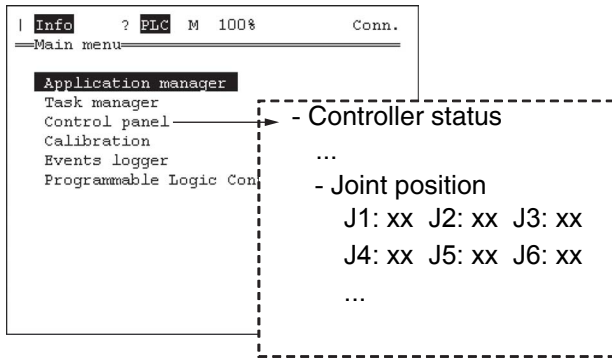 | Info ? PLC M 100% Conn.
Main menu
Application manager
Task manager
Control panel
Calibration
Events logger
Programmable Logic Con
- Controller status
...
- Joint position
J1: xx J2: xx J3: xx
J4: xx J5: xx J6: xx
...